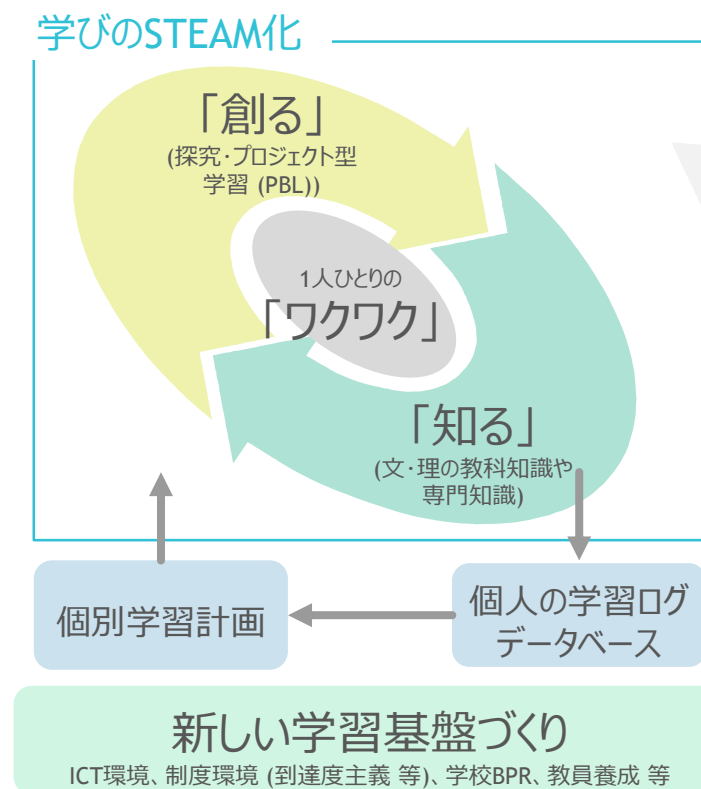 学びのSTEAM化
「創る」
(探究･プロジェクト型
学習 (PBL))
1人ひとりの
「ワクワク」
「知る」
(文･理の教科知識や
専門知識)
個別学習計画
個人の学習ログ
データベース
新しい学習基盤づくり
ICT環境、制度環境 (到達度主義 等)、学校BPR、教員養成 等